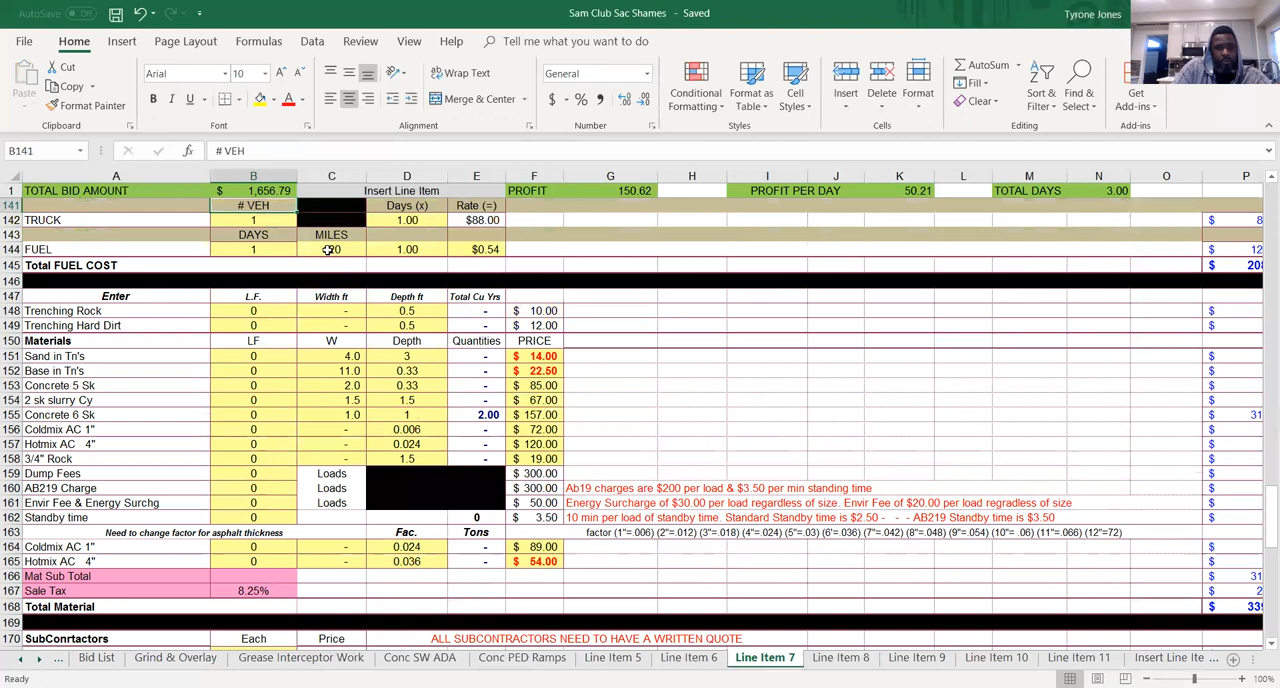 AutoSave Off Sam Club Sac Shames - Saved Tyrone Jones
File Home Insert Page Layout Formulas Data Review View Help Tell me what you want to do
Paste Cut Copy Format Painter Clipboard
Arial 10 B I U Font
Wrap Text Merge & Center Alignment
General $ % Number
Conditional Formatting Format as Table Cell Styles Styles
Insert Delete Format Cells
AutoSum Fill Clear Sort & Filter Find & Select Editing
Get Add-ins Add-ins
B141 fx # VEH
A B C D E F G H I J K L M N O P
1 TOTAL BID AMOUNT $ 1,656.79 Insert Line Item PROFIT 150.62 PROFIT PER DAY 50.21 TOTAL DAYS 3.00
141 # VEH Days (x) Rate (=)
142 TRUCK 1 1.00 $88.00 $ 8
143 DAYS MILES
144 FUEL 1 1.00 $0.54 $ 12
145 Total FUEL COST $ 208
146
147 Enter L.F. Width ft Depth ft Total Cu Yrs
148 Trenching Rock 0 - 0.5 - $ 10.00 $
149 Trenching Hard Dirt 0 - 0.5 - $ 12.00 $
150 Materials LF W Depth Quantities PRICE
151 Sand in Tn's 0 4.0 3 - $ 14.00 $
152 Base in Tn's 0 11.0 0.33 - $ 22.50 $
153 Concrete 5 Sk 0 2.0 0.33 - $ 85.00 $
154 2 sk slurry Cy 0 1.5 1.5 - $ 67.00 $
155 Concrete 6 Sk 0 1.0 1 2.00 $ 157.00 $ 31
156 Coldmix AC 1" 0 - 0.006 - $ 72.00 $
157 Hotmix AC 4" 0 - 0.024 - $ 120.00 $
158 3/4" Rock 0 - 1.5 - $ 19.00 $
159 Dump Fees 0 Loads $ 300.00 $
160 AB219 Charge 0 Loads $ 300.00 Ab19 charges are $200 per load & $3.50 per min standing time $
161 Envir Fee & Energy Surchg 0 Loads $ 50.00 Energy Surcharge of $30.00 per load regardless of size. Envir Fee of $20.00 per load regradless of size $
162 Standby time 0 0 $ 3.50 10 min per load of standby time. Standard Standby time is $2.50 - - - AB219 Standby time is $3.50 $
163 Need to change factor for asphalt thickness Fac. Tons factor (1"=.006) (2"=.012) (3"=.018) (4"=.024) (5"=.03) (6"=.036) (7"=.042) (8"=.048) (9"=.054) (10"= .06) (11"=.066) (12"=72)
164 Coldmix AC 1" 0 - 0.024 - $ 89.00 $
165 Hotmix AC 4" 0 - 0.036 - $ 54.00 $
166 Mat Sub Total $ 31
167 Sale Tax 8.25% $ 2
168 Total Material $ 339
169
170 SubConrtactors Each Price ALL SUBCONTRACTORS NEED TO HAVE A WRITTEN QUOTE
... Bid List Grind & Overlay Grease Interceptor Work Conc SW ADA Conc PED Ramps Line Item 5 Line Item 6 Line Item 7 Line Item 8 Line Item 9 Line Item 10 Line Item 11 Insert Line Ite ...
Ready 100%